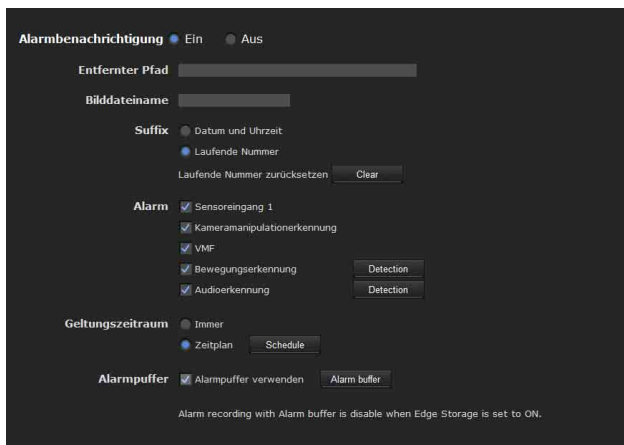 Alarmbenachrichtigung Ein Aus
Entfernter Pfad
Bilddateiname
Suffix Datum und Uhrzeit
Laufende Nummer
Laufende Nummer zurücksetzen Clear
Alarm Sensoreingang 1
Kameramanipulationerkennung
VMF
Bewegungserkennung Detection
Audioerkennung Detection
Geltungszeitraum Immer
Zeitplan Schedule
Alarmpuffer Alarmpuffer verwenden Alarm buffer
Alarm recording with Alarm buffer is disable when Edge Storage is set to ON.